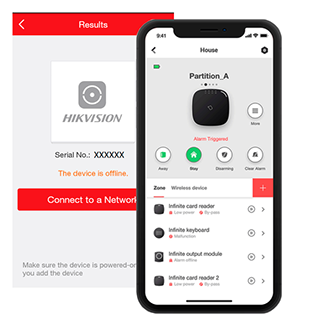 Results
HIKVISION
Serial No.: XXXXXX
The device is offline.
Connect to a Network
Make sure the device is powered-on
you add the device
9:41
House
Partition_A
More
Alarm Triggered
Away
Stay
Disarming
Clear Alarm
Zone
Wireless device
Infinite card reader
Low power
By-pass
Infinite keyboard
Malfunction
Infinite output module
Alarm offline
Infinite card reader 2
Low power
By-pass